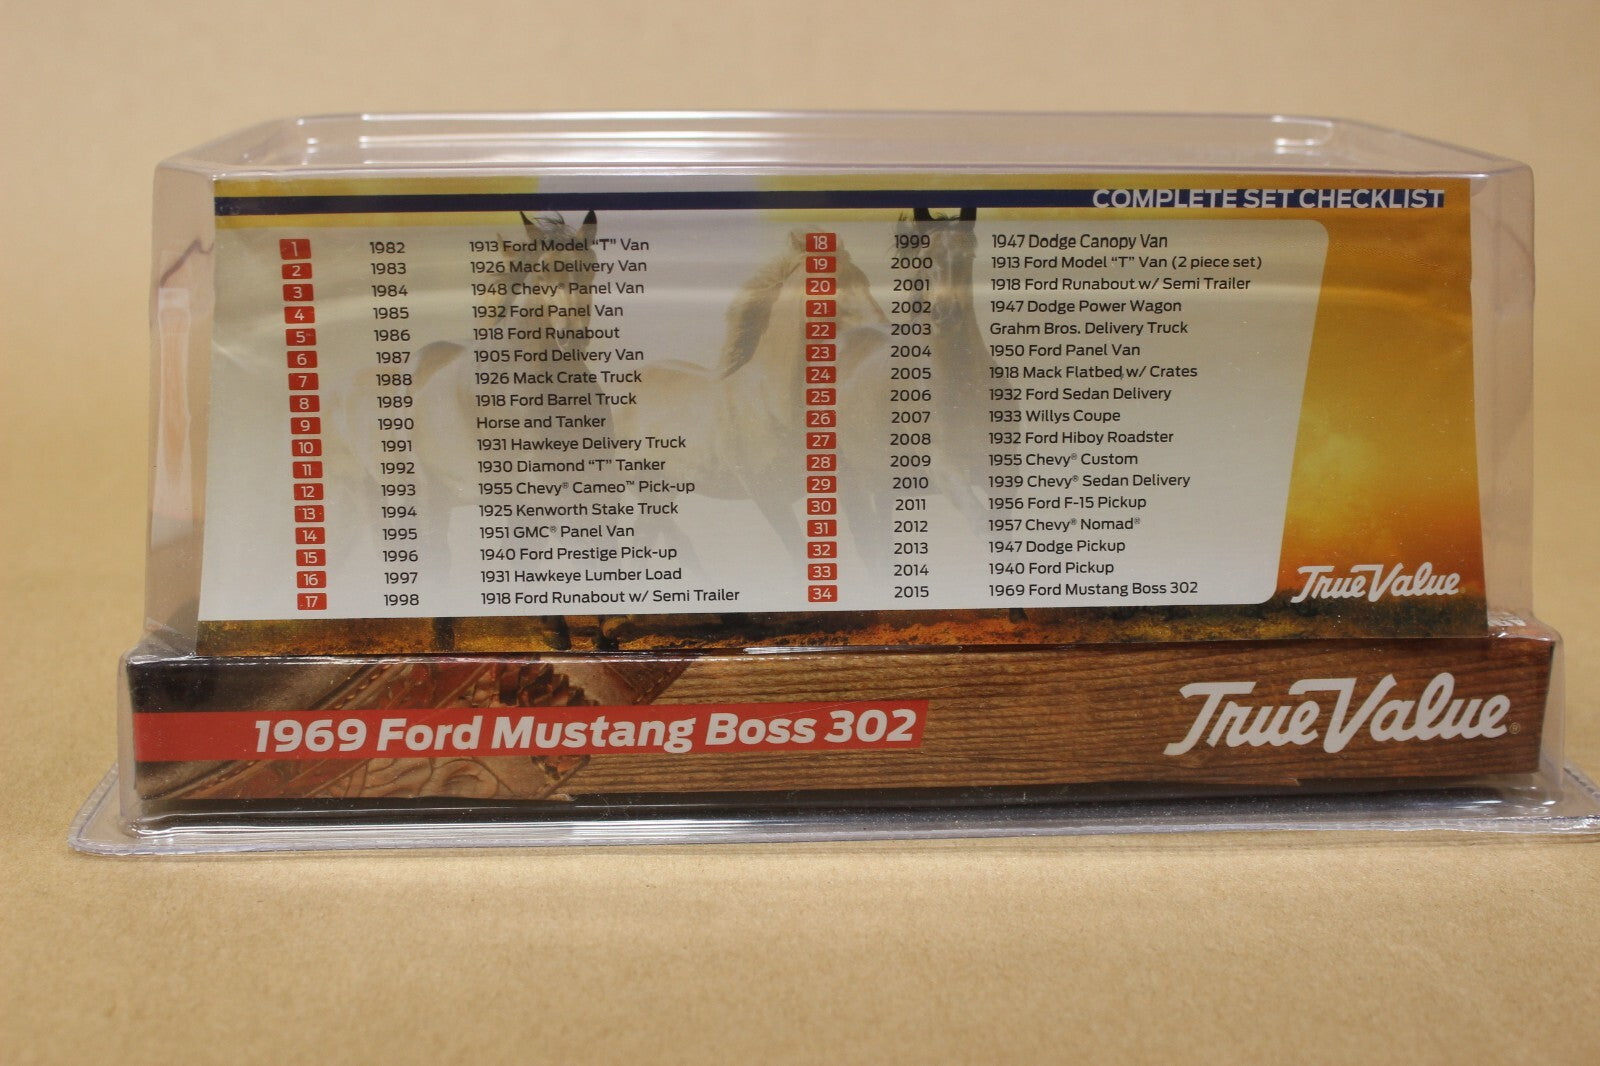 COMPLETE SET CHECKLIST
1 1982 1913 Ford Model “T” Van
2 1983 1926 Mack Delivery Van
3 1984 1948 Chevy® Panel Van
4 1985 1932 Ford Panel Van
5 1986 1918 Ford Runabout
6 1987 1905 Ford Delivery Van
7 1988 1926 Mack Crate Truck
8 1989 1918 Ford Barrel Truck
9 1990 Horse and Tanker
10 1991 1931 Hawkeye Delivery Truck
11 1992 1930 Diamond “T” Tanker
12 1993 1955 Chevy® Cameo™ Pick-up
13 1994 1925 Kenworth Stake Truck
14 1995 1951 GMC® Panel Van
15 1996 1940 Ford Prestige Pick-up
16 1997 1931 Hawkeye Lumber Load
17 1998 1918 Ford Runabout w/ Semi Trailer
18 1999 1947 Dodge Canopy Van
19 2000 1913 Ford Model “T” Van (2 piece set)
20 2001 1918 Ford Runabout w/ Semi Trailer
21 2002 1947 Dodge Power Wagon
22 2003 Grahm Bros. Delivery Truck
23 2004 1950 Ford Panel Van
24 2005 1918 Mack Flatbed w/ Crates
25 2006 1932 Ford Sedan Delivery
26 2007 1933 Willys Coupe
27 2008 1932 Ford Hiboy Roadster
28 2009 1955 Chevy® Custom
29 2010 1939 Chevy® Sedan Delivery
30 2011 1956 Ford F-15 Pickup
31 2012 1957 Chevy® Nomad®
32 2013 1947 Dodge Pickup
33 2014 1940 Ford Pickup
34 2015 1969 Ford Mustang Boss 302
True Value®
1969 Ford Mustang Boss 302
True Value®